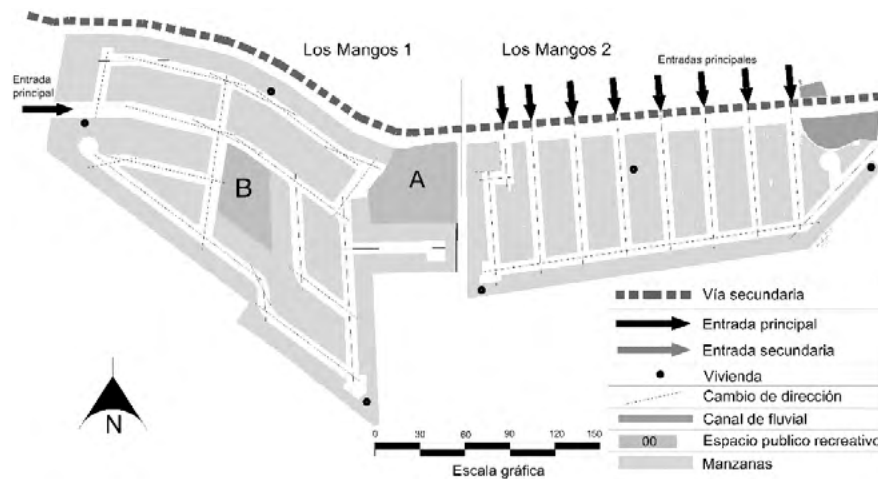 Los Mangos 1
Los Mangos 2
Entrada
principal
Entradas principales
B
A
N
0 30 60 90 120 150
Escala gráfica
Vía secundaria
Entrada principal
Entrada secundaria
Vivienda
Cambio de dirección
Canal de fluvial
00 Espacio publico recreativo
Manzanas